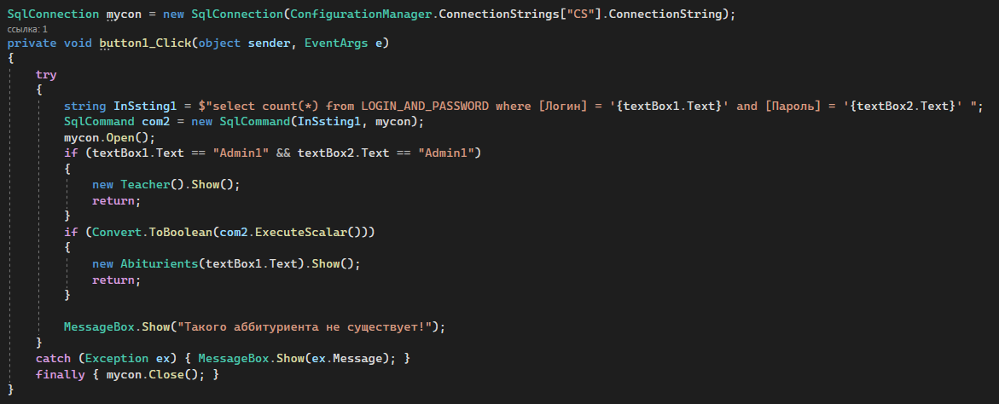 SqlConnection mycon = new SqlConnection(ConfigurationManager.ConnectionStrings["CS"].ConnectionString);
ссылка: 1
private void button1_Click(object sender, EventArgs e)
{
try
{
string InSsting1 = $"select count(*) from LOGIN_AND_PASSWORD where [Логин] = '{textBox1.Text}' and [Пароль] = '{textBox2.Text}' ";
SqlCommand com2 = new SqlCommand(InSsting1, mycon);
mycon.Open();
if (textBox1.Text == "Admin1" && textBox2.Text == "Admin1")
{
new Teacher().Show();
return;
}
if (Convert.ToBoolean(com2.ExecuteScalar()))
{
new Abiturients(textBox1.Text).Show();
return;
}
MessageBox.Show("Такого аббитуриента не существует!");
}
catch (Exception ex) { MessageBox.Show(ex.Message); }
finally { mycon.Close(); }
}